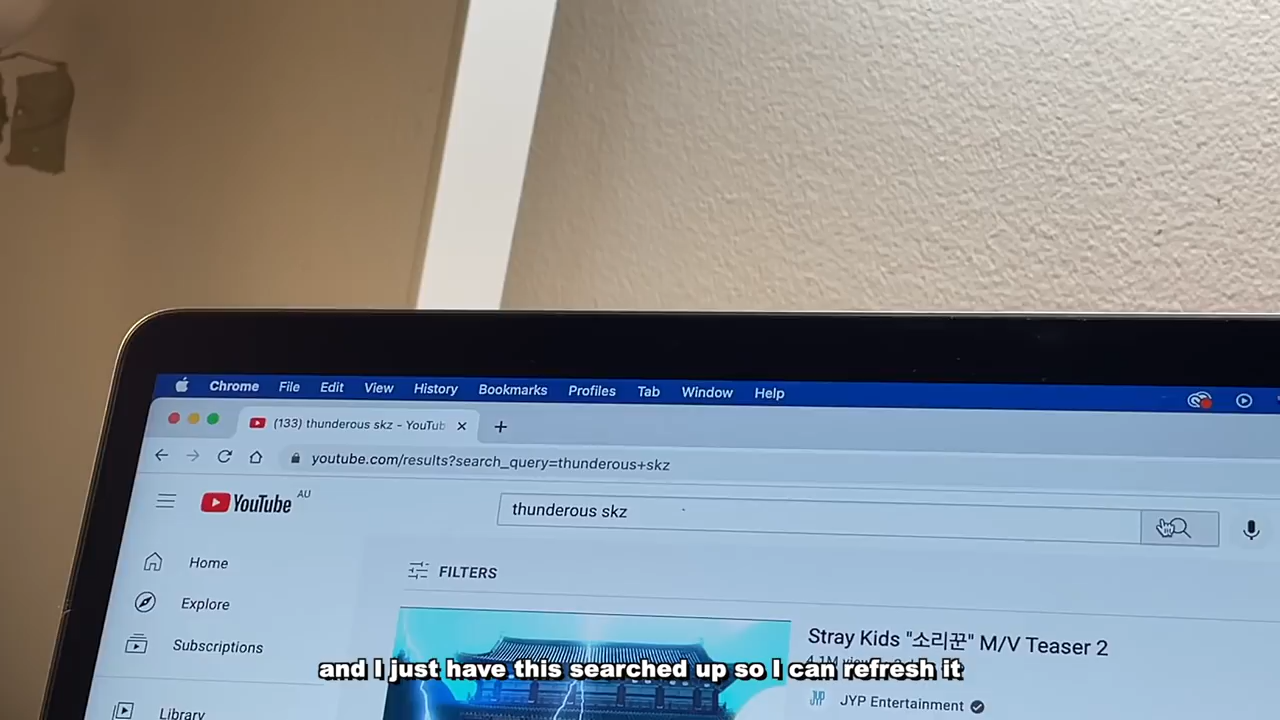 Chrome File Edit View History Bookmarks Profiles Tab Window Help
(133) thunderous skz - YouTub
youtube.com/results?search_query=thunderous+skz
YouTube AU
thunderous skz
Home
FILTERS
Explore
Stray Kids "소리꾼" M/V Teaser 2
Subscriptions
and I just have this searched up so I can refresh it
JYP JYP Entertainment
Library